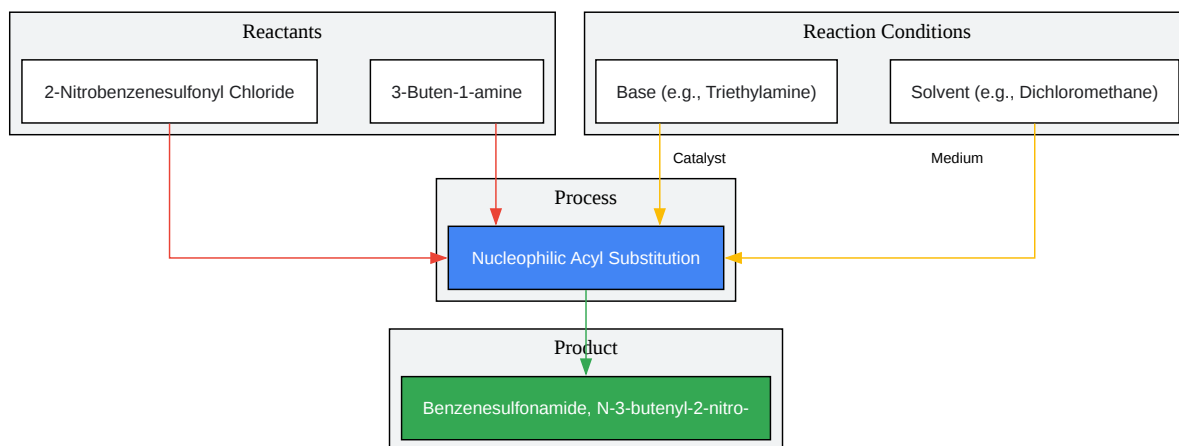 Reactants
Reaction Conditions
2-Nitrobenzenesulfonyl Chloride
3-Buten-1-amine
Base (e.g., Triethylamine)
Solvent (e.g., Dichloromethane)
Catalyst
Medium
Process
Nucleophilic Acyl Substitution
Product
Benzenesulfonamide, N-3-butenyl-2-nitro-